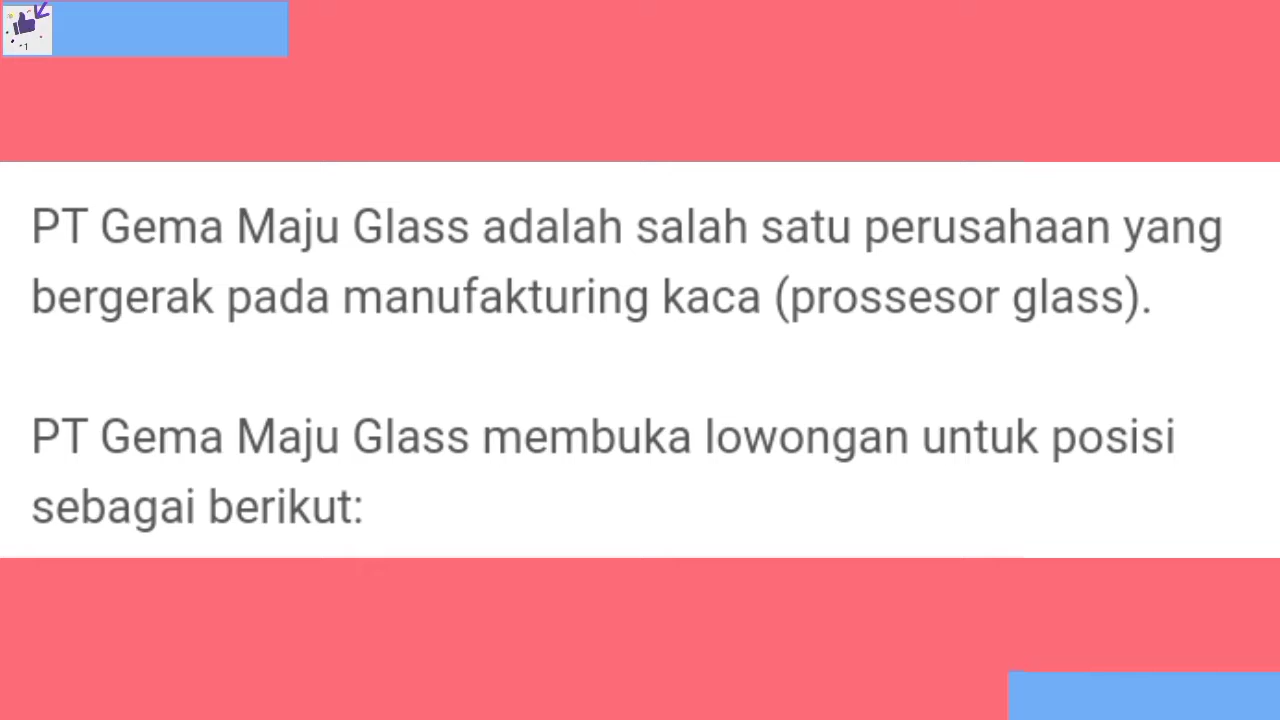 1
PT Gema Maju Glass adalah salah satu perusahaan yang
bergerak pada manufakturing kaca (prossesor glass).
PT Gema Maju Glass membuka lowongan untuk posisi
sebagai berikut: